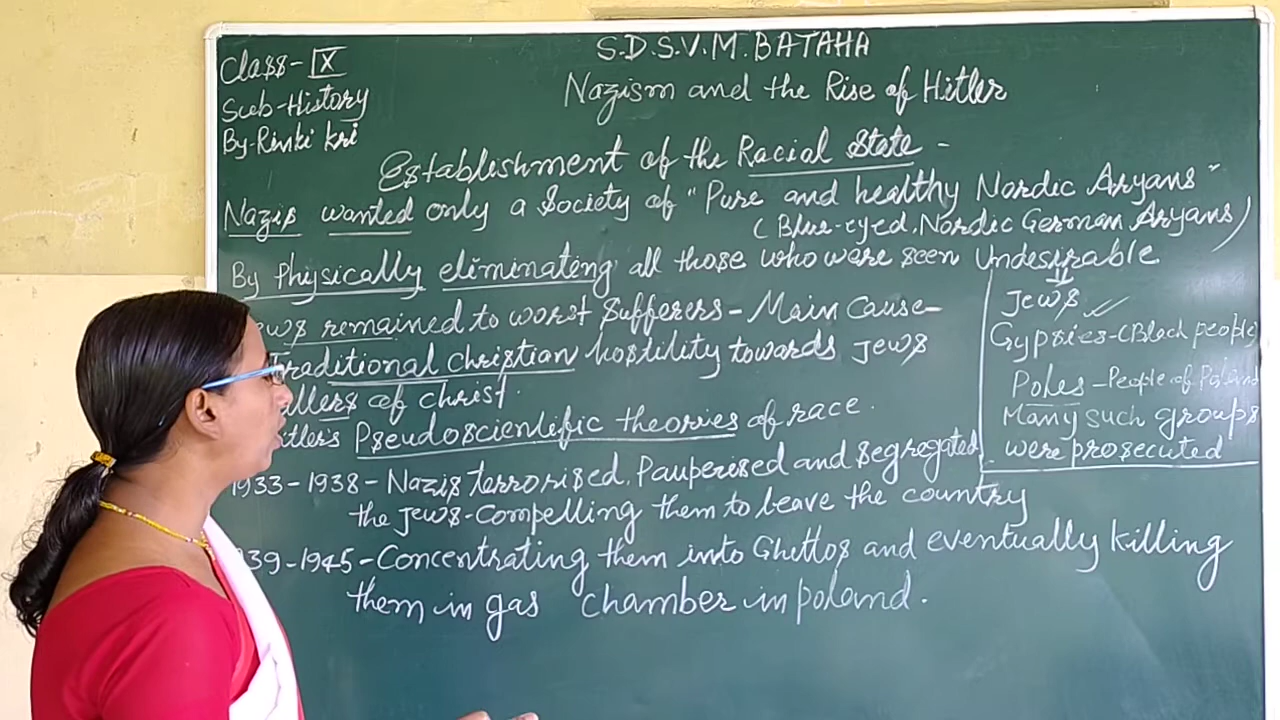 S.D.S.V.M. BATAHA
Class-IX
Nazism and the Rise of Hitler
Sub-History
By-Rinki kri
Establishment of the Racial State -
Nazis wanted only a Society of "Pure and healthy Nordic Aryans"
(Blue-eyed, Nordic German Aryans)
By Physically eliminating all those who were seen Undesirable
Jews
Gypsies-(Black people
Poles-People of
Many such groups
were prosecuted
remained to worst Sufferers-Main Cause-
Traditional Christian hostility towards Jews
of christ.
Pseudoscientific theories of race.
1933-1938-Nazis terrorised, Pauperised and segregated
the Jews-Compelling them to leave the country
39-1945-Concentrating them into Ghettos and eventually killing
them in gas chamber in poland.